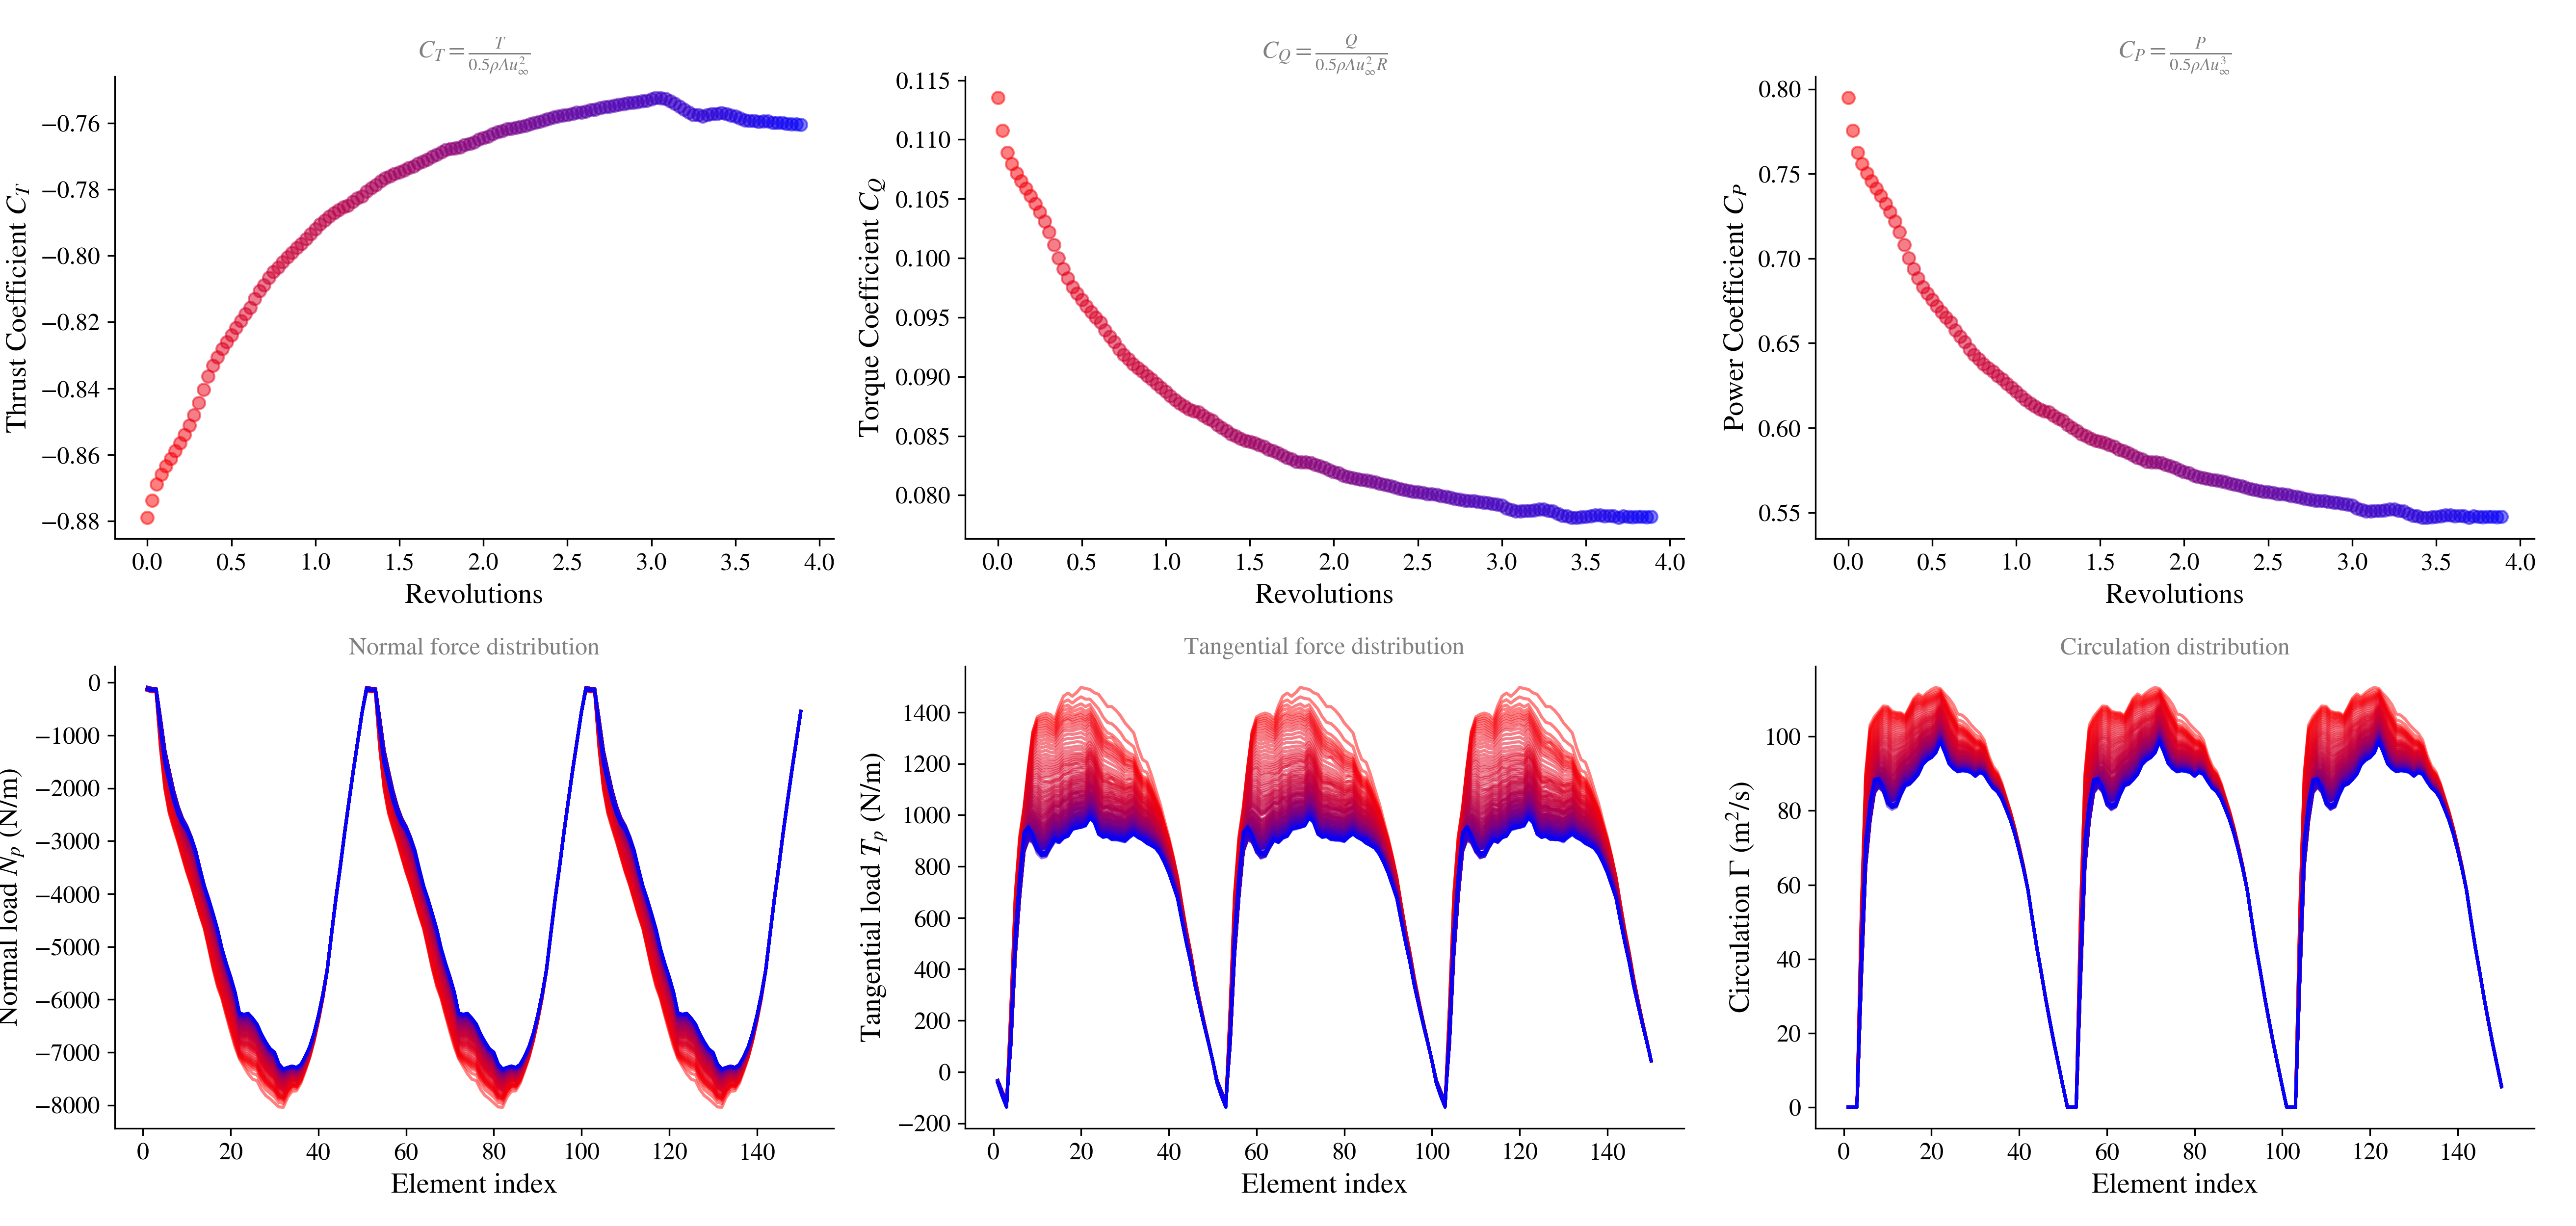 C_T = T / 0.5ρAu_∞^2
Thrust Coefficient C_T
−0.76
−0.78
−0.80
−0.82
−0.84
−0.86
−0.88
0.0 0.5 1.0 1.5 2.0 2.5 3.0 3.5 4.0
Revolutions
C_Q = Q / 0.5ρAu_∞^2 R
Torque Coefficient C_Q
0.115
0.110
0.105
0.100
0.095
0.090
0.085
0.080
0.0 0.5 1.0 1.5 2.0 2.5 3.0 3.5 4.0
Revolutions
C_P = P / 0.5ρAu_∞^3
Power Coefficient C_P
0.80
0.75
0.70
0.65
0.60
0.55
0.0 0.5 1.0 1.5 2.0 2.5 3.0 3.5 4.0
Revolutions
Normal force distribution
Normal load N_p (N/m)
0
−1000
−2000
−3000
−4000
−5000
−6000
−7000
−8000
0 20 40 60 80 100 120 140
Element index
Tangential force distribution
Tangential load T_p (N/m)
1400
1200
1000
800
600
400
200
0
−200
0 20 40 60 80 100 120 140
Element index
Circulation distribution
Circulation Γ (m²/s)
100
80
60
40
20
0
0 20 40 60 80 100 120 140
Element index